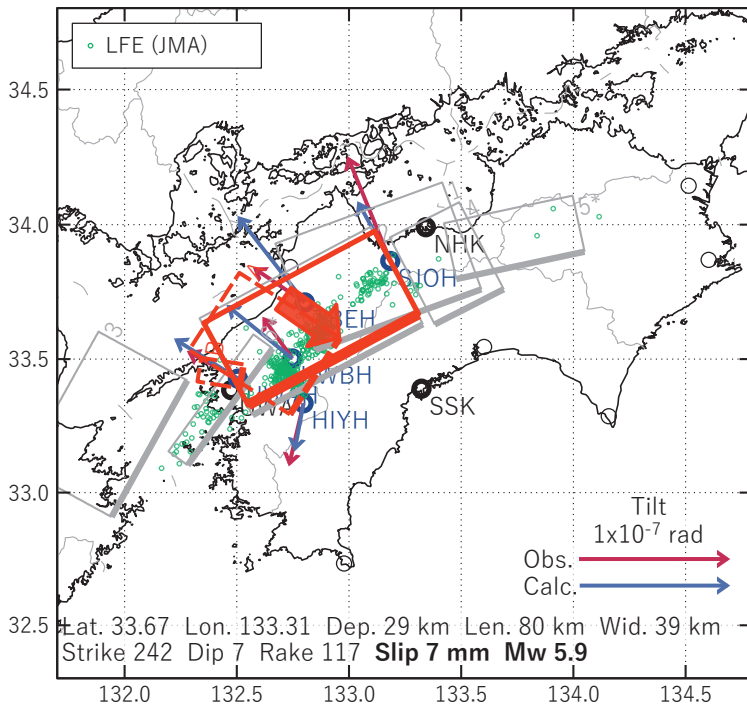 LFE (JMA)
34.5
34.0
33.5
33.0
32.5
5*
3
NHK
SIOH
BEH
WBH
HIYH
SSK
Tilt
1x10-7 rad
Obs.
Calc.
Lat. 33.67 Lon. 133.31 Dep. 29 km Len. 80 km Wid. 39 km
Strike 242 Dip 7 Rake 117 Slip 7 mm Mw 5.9
132.0 132.5 133.0 133.5 134.0 134.5